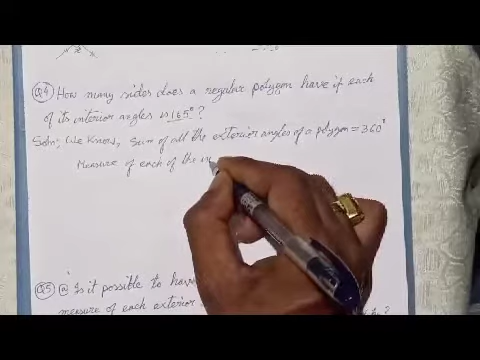 Q4 How many sides does a regular polygon have if each
of its interior angles is 165°?
Soln; We Know, Sum of all the exterior angles of a polygon = 360°
Measure of each of the in
Q5 (a) Is it possible to have
measure of each exterior